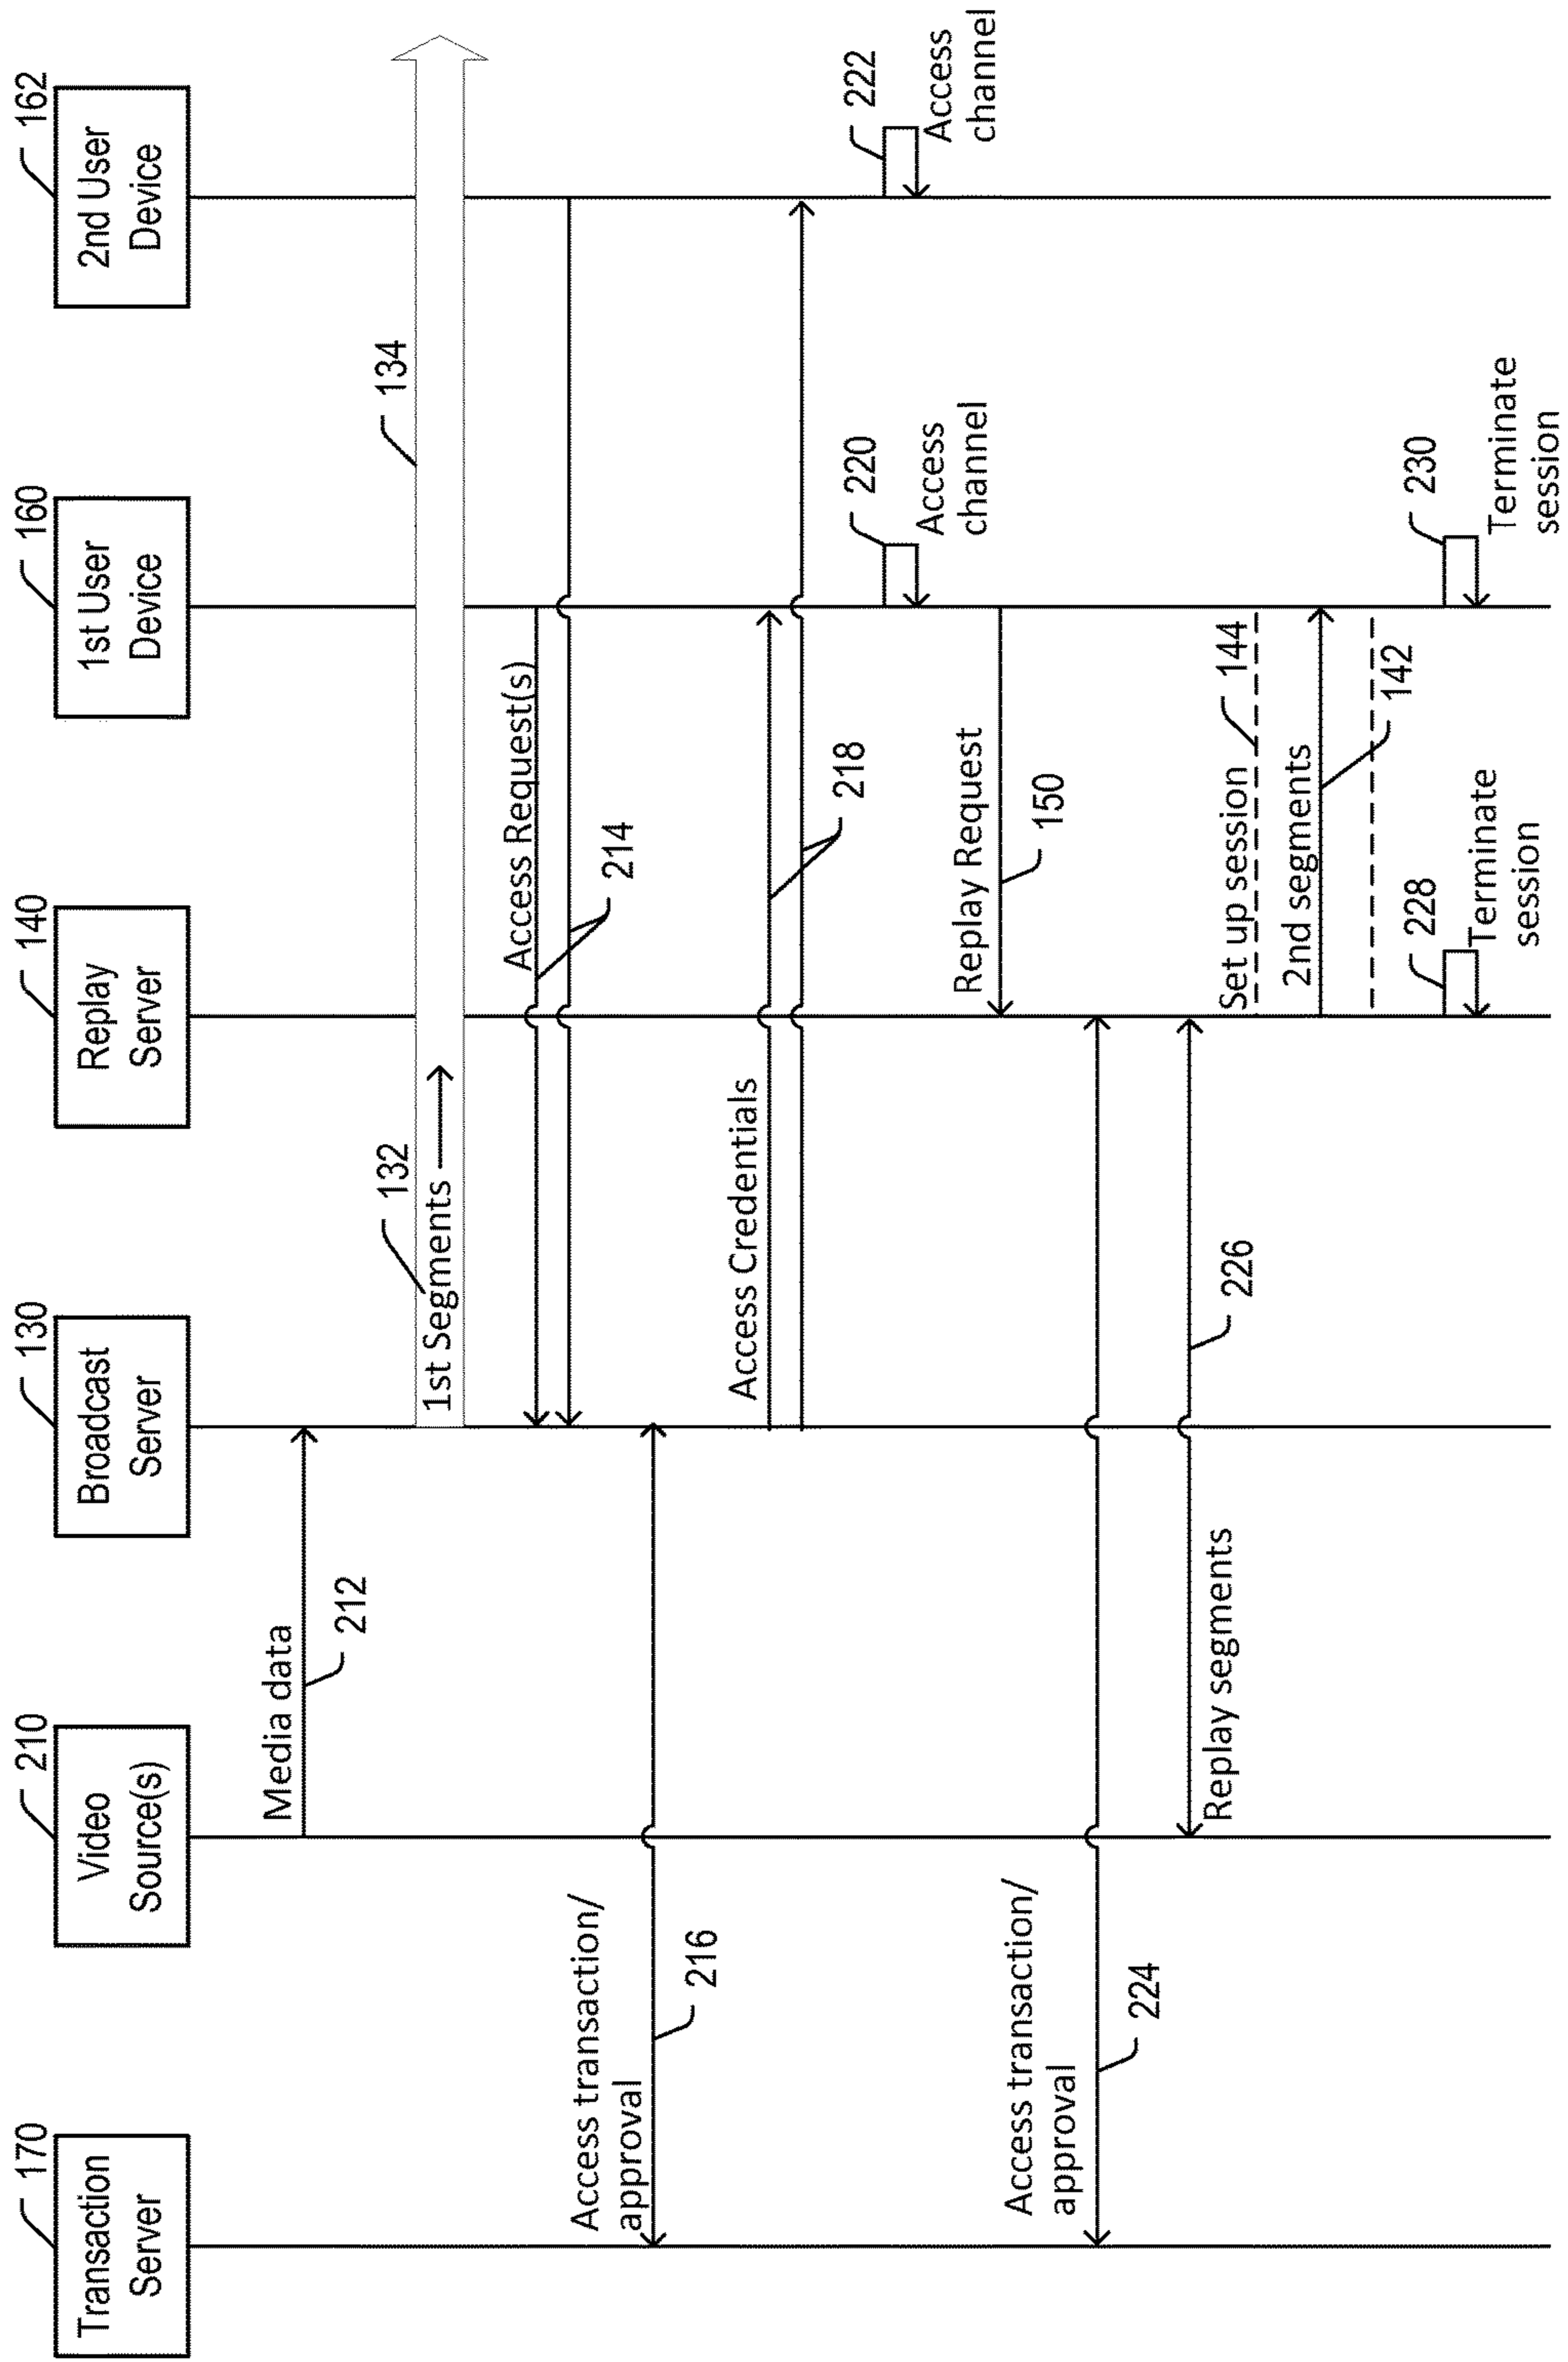 170
Transaction
Server
210
Video
Source(s)
130
Broadcast
Server
140
Replay
Server
160
1st User
Device
162
2nd User
Device
Media data
212
132
134
1st Segments
Access Request(s)
214
Access transaction/
approval
216
Access Credentials
218
220
Access
channel
222
Access
channel
Replay Request
150
Access transaction/
approval
224
Replay segments
226
Set up session
144
2nd segments
142
228
Terminate
session
230
Terminate
session